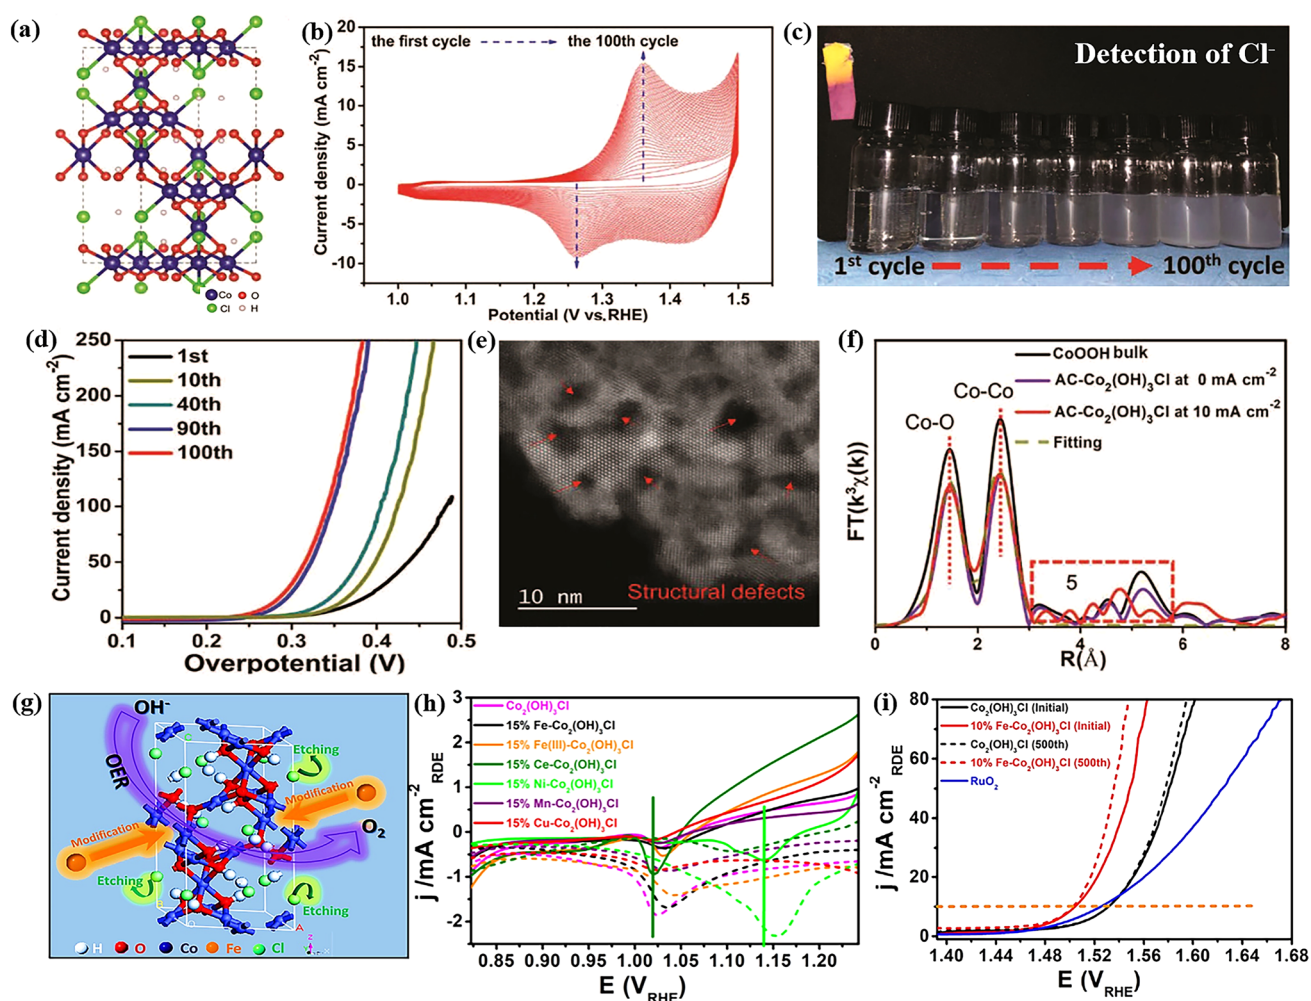 (a)
Co
O
Cl
H
(b)
the first cycle
the 100th cycle
Current density (mA cm⁻²)
20
15
10
5
0
-5
-10
1.0
1.1
1.2
1.3
1.4
1.5
Potential (V vs.RHE)
(c)
Detection of Cl⁻
1st cycle
100th cycle
(d)
1st
10th
40th
90th
100th
Current density (mA cm⁻²)
250
200
150
100
50
0
0.1
0.2
0.3
0.4
0.5
Overpotential (V)
(e)
10 nm
Structural defects
(f)
CoOOH bulk
AC-Co₂(OH)₃Cl at 0 mA cm⁻²
AC-Co₂(OH)₃Cl at 10 mA cm⁻²
Fitting
Co-O
Co-Co
5
FT(k³χ(k))
0
2
4
6
8
R(Å)
(g)
OH⁻
OER
Etching
Modification
Modification
O₂
Etching
Etching
H
O
Co
Fe
Cl
(h)
Co₂(OH)₃Cl
15% Fe-Co₂(OH)₃Cl
15% Fe(III)-Co₂(OH)₃Cl
15% Ce-Co₂(OH)₃Cl
15% Ni-Co₂(OH)₃Cl
15% Mn-Co₂(OH)₃Cl
15% Cu-Co₂(OH)₃Cl
j /mA cm⁻² RDE
3
2
1
0
-1
-2
0.85
0.90
0.95
1.00
1.05
1.10
1.15
1.20
E (V RHE)
(i)
Co₂(OH)₃Cl (Initial)
10% Fe-Co₂(OH)₃Cl (Initial)
Co₂(OH)₃Cl (500th)
10% Fe-Co₂(OH)₃Cl (500th)
RuO₂
j /mA cm⁻² RDE
80
60
40
20
0
1.40
1.44
1.48
1.52
1.56
1.60
1.64
1.68
E (V RHE)